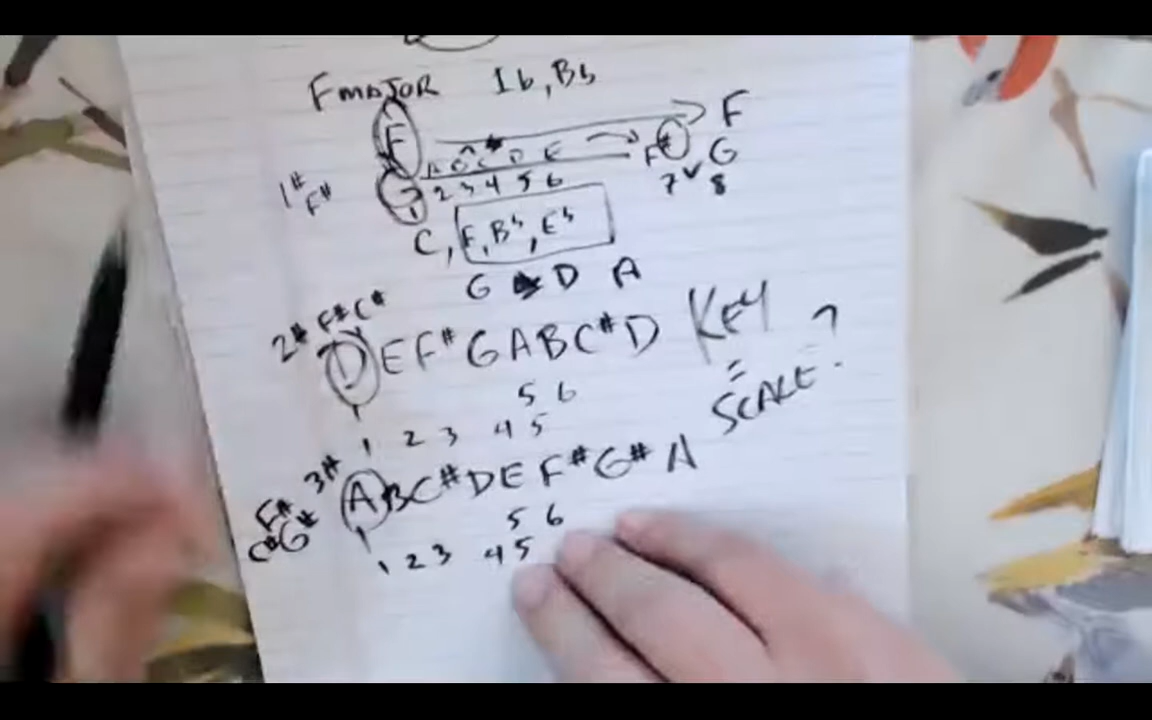 F MAJOR 1b, Bb
F F
A B C D E F# G
1# F# G 2 3 4 5 6 7 8
1
C, F, Bb, Eb
G D A
2# F# C#
D E F# G A B C# D KEY
= 
5 6 SCALE ?
1 2 3 4 5
3# A B C# D E F# G# A
F#
C# G#
5 6
1 2 3 4 5